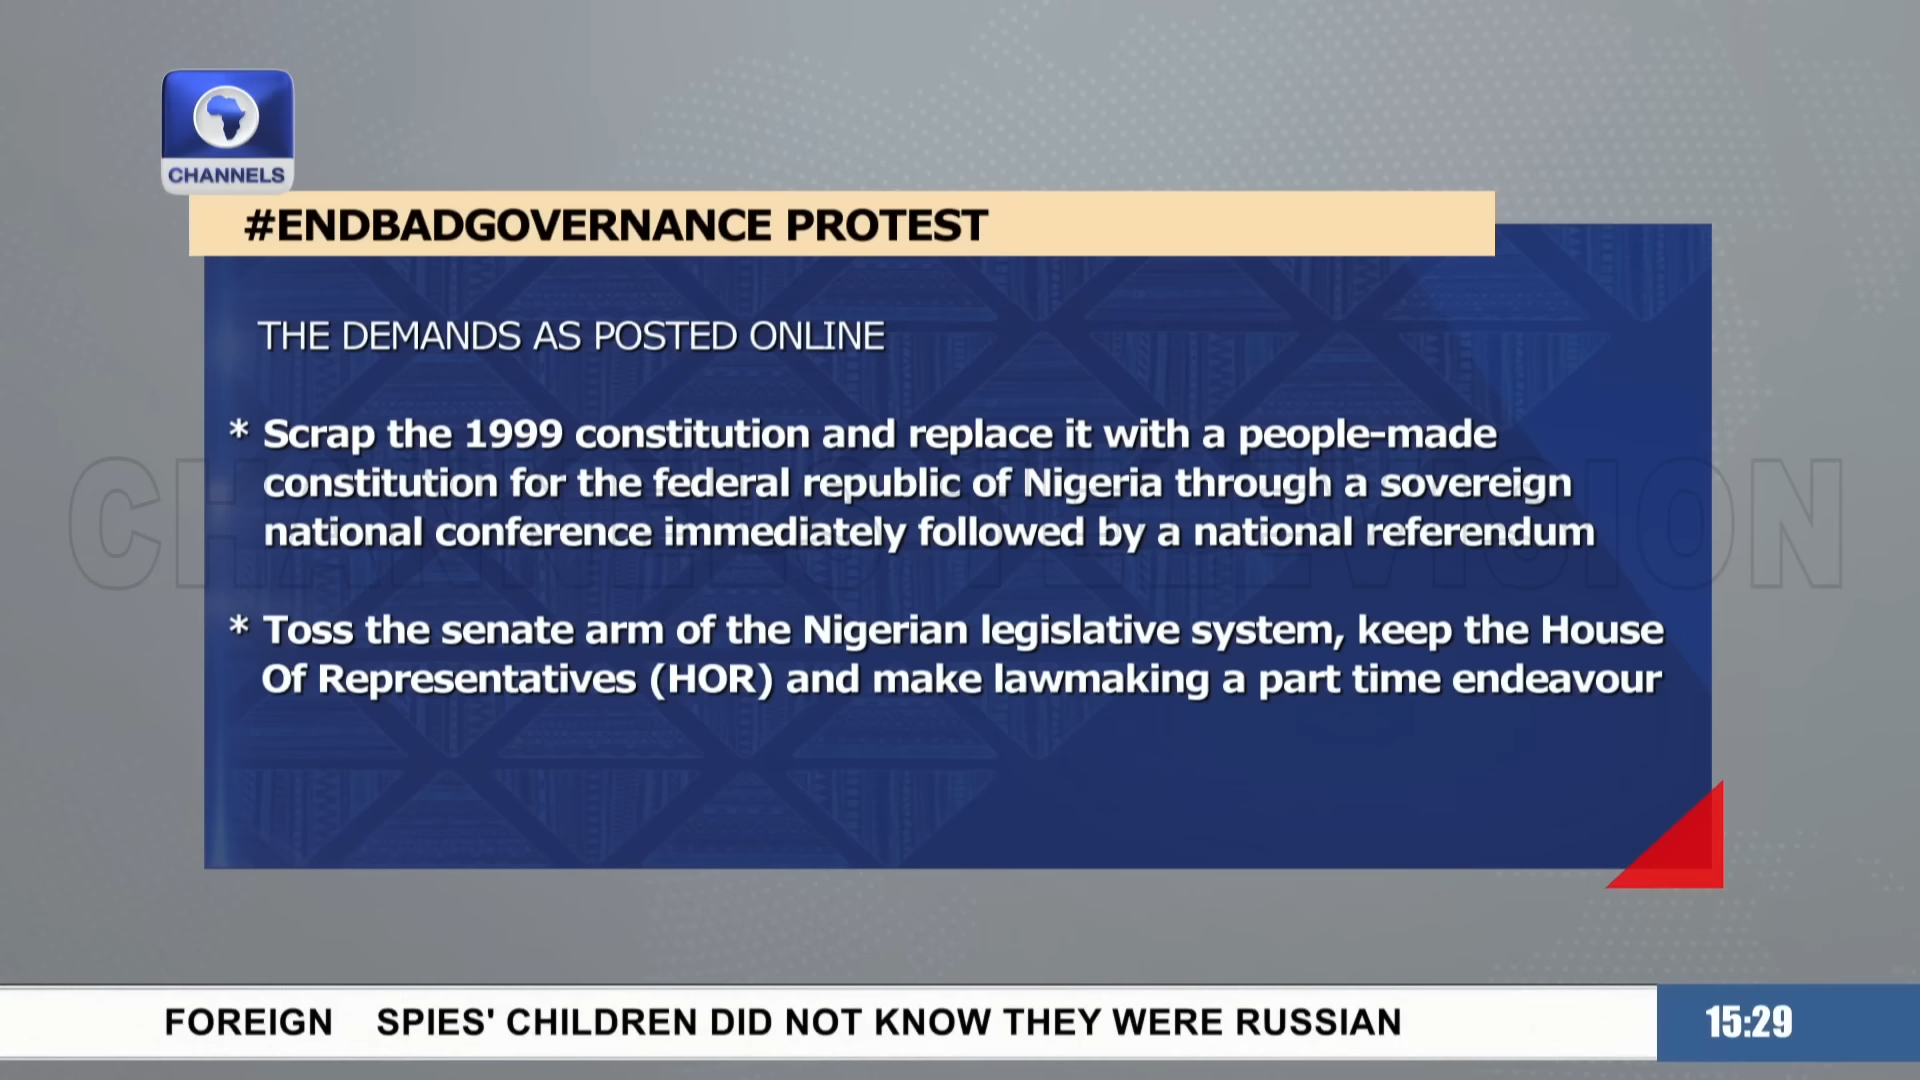 CHANNELS
#ENDBADGOVERNANCE PROTEST
THE DEMANDS AS POSTED ONLINE
* Scrap the 1999 constitution and replace it with a people-made
constitution for the federal republic of Nigeria through a sovereign
national conference immediately followed by a national referendum
* Toss the senate arm of the Nigerian legislative system, keep the House
Of Representatives (HOR) and make lawmaking a part time endeavour
CHANNELS TELEVISION
FOREIGN SPIES' CHILDREN DID NOT KNOW THEY WERE RUSSIAN
15:29